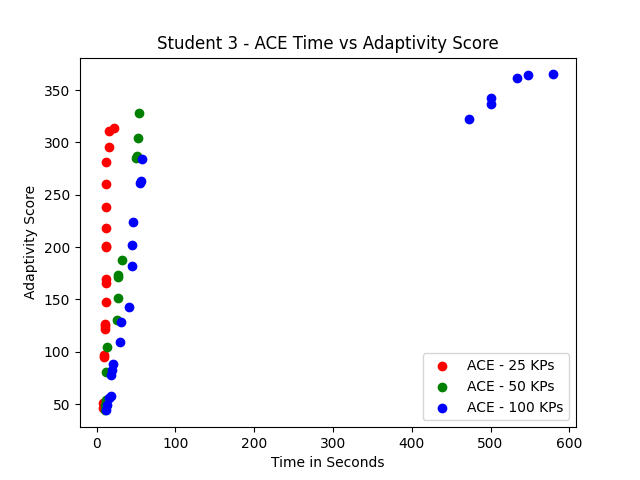 Student 3 - ACE Time vs Adaptivity Score
Adaptivity Score
350
300
250
200
150
100
50
0 100 200 300 400 500 600
Time in Seconds
ACE - 25 KPs
ACE - 50 KPs
ACE - 100 KPs